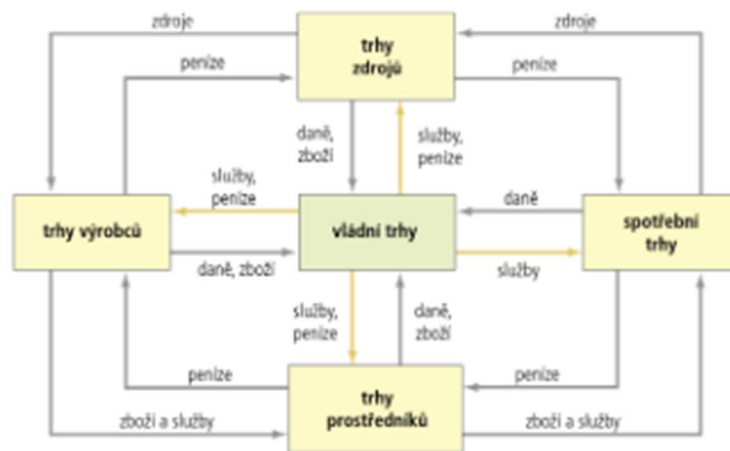 zdroje
zdroje
trhy
zdrojů
peníze
peníze
daně,
zboží
služby,
peníze
služby,
peníze
daně
trhy výrobců
vládní trhy
spotřební
trhy
daně, zboží
služby
služby,
peníze
daně,
zboží
peníze
peníze
trhy
prostředníků
zboží a služby
zboží a služby